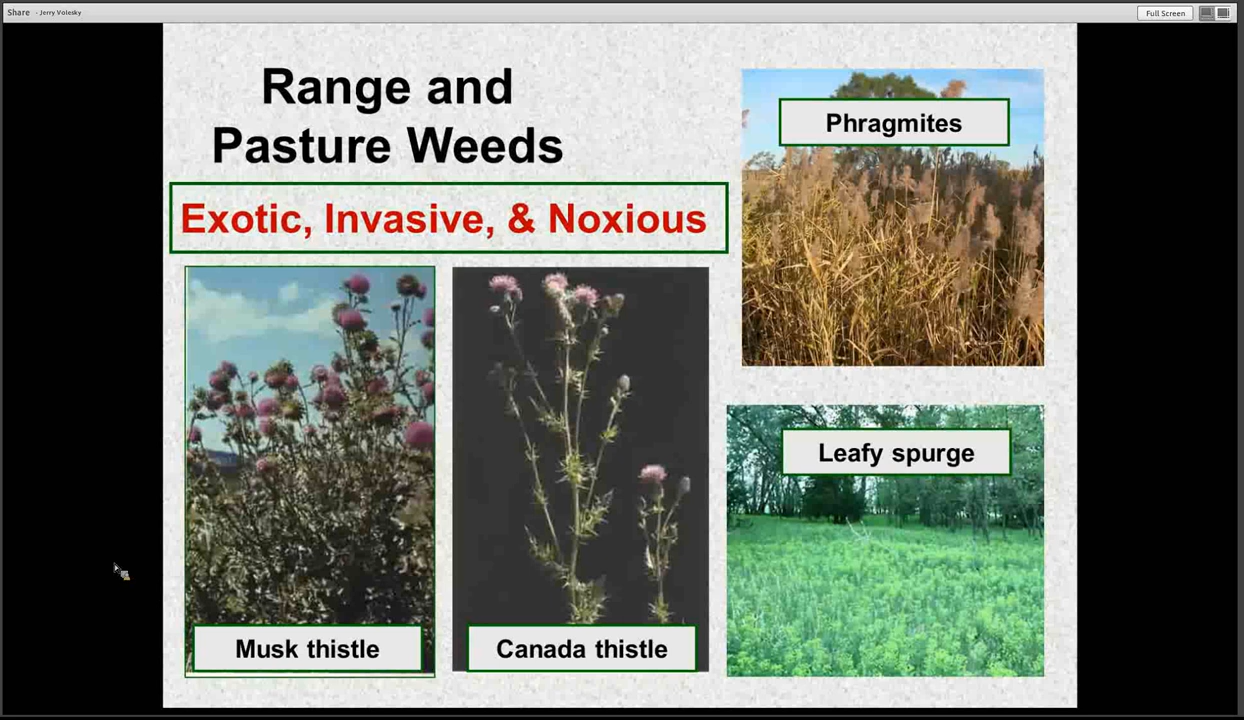 Share - Jerry Volesky
Full Screen
Range and
Pasture Weeds
Exotic, Invasive, & Noxious
Phragmites
Leafy spurge
Musk thistle
Canada thistle